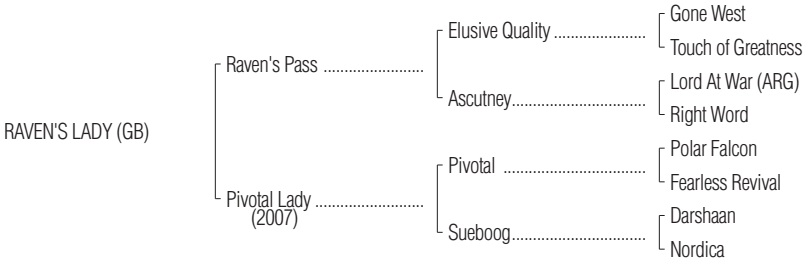 Gone West
Elusive Quality ........................
Touch of Greatness
Raven's Pass ..........................
Lord At War (ARG)
Ascutney...................................
Right Word
RAVEN'S LADY (GB)
Polar Falcon
Pivotal .....................................
Fearless Revival
Pivotal Lady ............................
(2007)
Darshaan
Sueboog...................................
Nordica